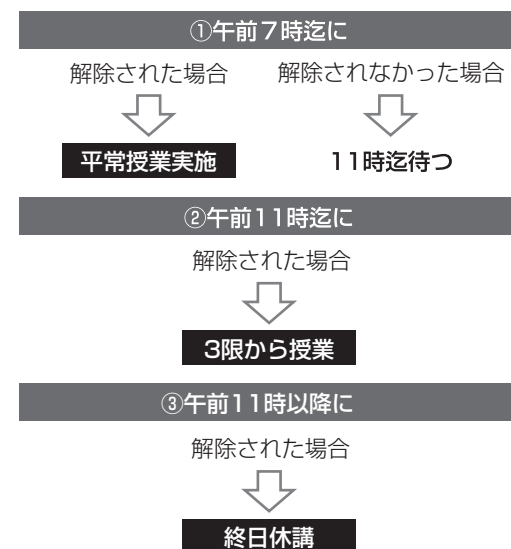 ①午前7時迄に
解除された場合 解除されなかった場合
平常授業実施 11時迄待つ
②午前11時迄に
解除された場合
3限から授業
③午前11時以降に
解除された場合
終日休講